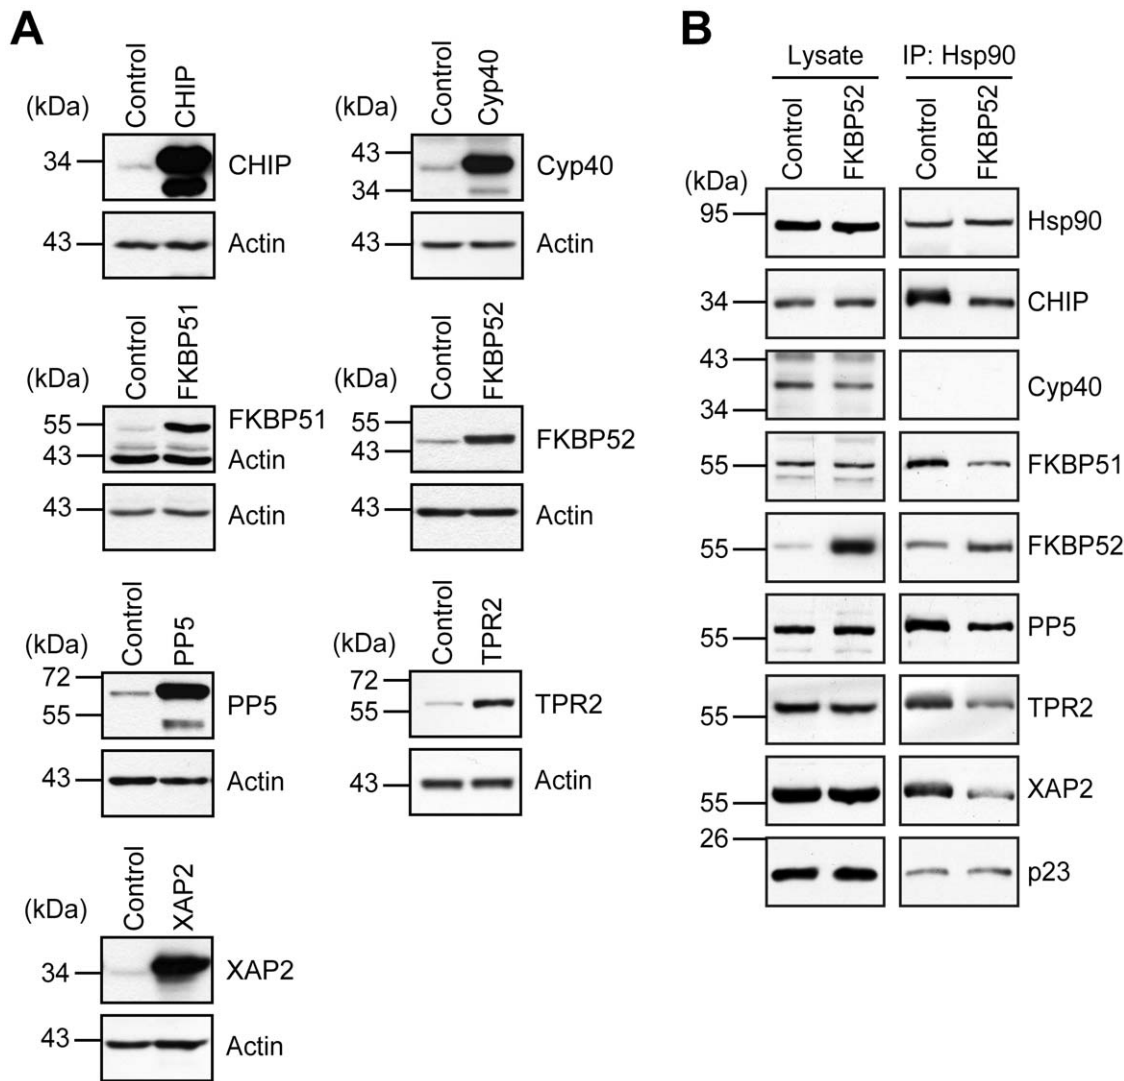 A
(kDa)
Control
CHIP
34
CHIP
43
Actin
(kDa)
Control
Cyp40
43
34
Cyp40
43
Actin
(kDa)
Control
FKBP51
55
43
FKBP51
Actin
43
Actin
(kDa)
Control
FKBP52
55
43
FKBP52
43
Actin
(kDa)
Control
PP5
72
55
PP5
43
Actin
(kDa)
Control
TPR2
72
55
TPR2
43
Actin
(kDa)
Control
XAP2
34
XAP2
43
Actin
B
Lysate
IP: Hsp90
(kDa)
Control
FKBP52
Control
FKBP52
95
Hsp90
34
CHIP
43
34
Cyp40
55
FKBP51
55
FKBP52
55
PP5
55
TPR2
55
XAP2
26
p23